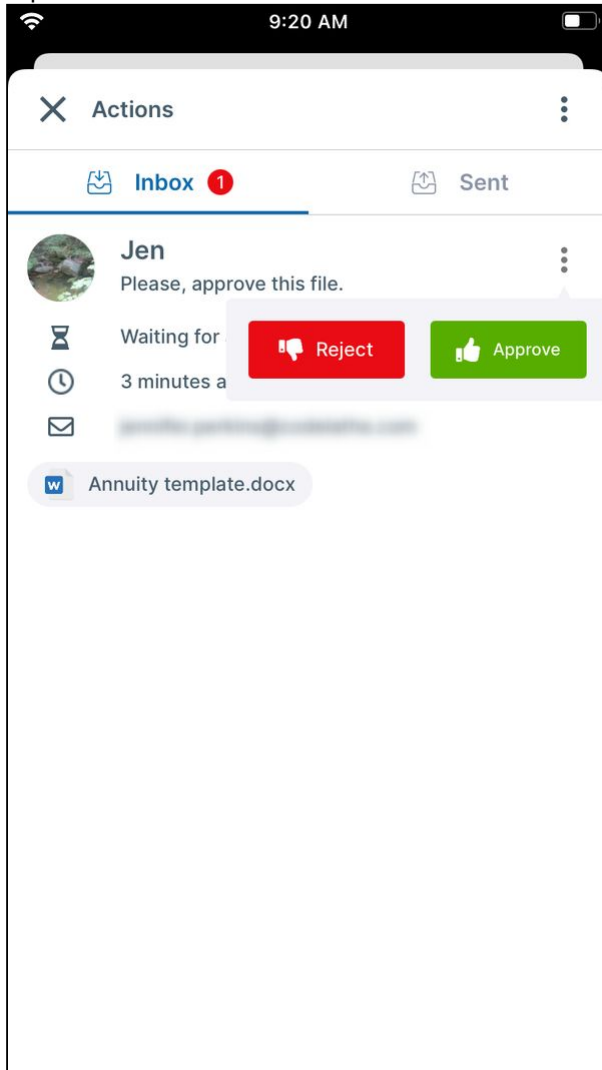 9:20 AM
Actions
Inbox 1
Sent
Jen
Please, approve this file.
Waiting for
Reject
Approve
3 minutes a
W
Annuity template.docx